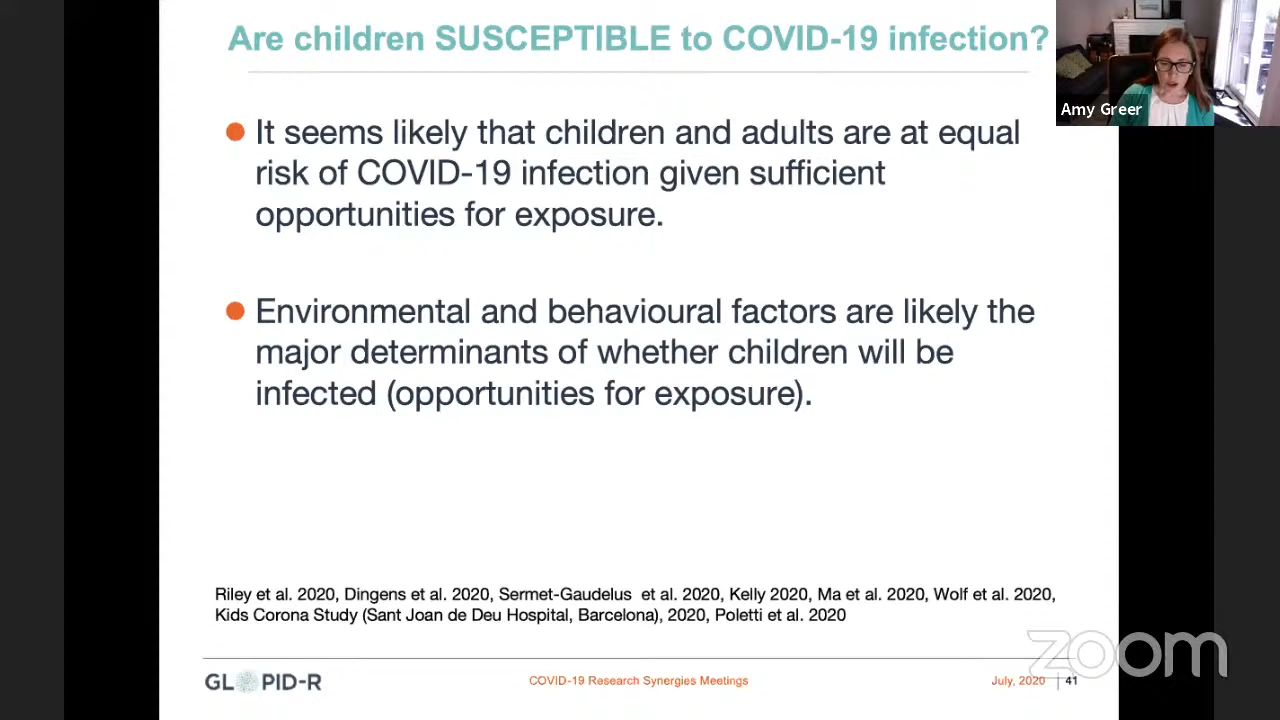 Are children SUSCEPTIBLE to COVID-19 infection?
Amy Greer
It seems likely that children and adults are at equal
risk of COVID-19 infection given sufficient
opportunities for exposure.
Environmental and behavioural factors are likely the
major determinants of whether children will be
infected (opportunities for exposure).
Riley et al. 2020, Dingens et al. 2020, Sermet-Gaudelus et al. 2020, Kelly 2020, Ma et al. 2020, Wolf et al. 2020,
Kids Corona Study (Sant Joan de Deu Hospital, Barcelona), 2020, Poletti et al. 2020
zoom
GLOPID-R
COVID-19 Research Synergies Meetings
July, 2020
41